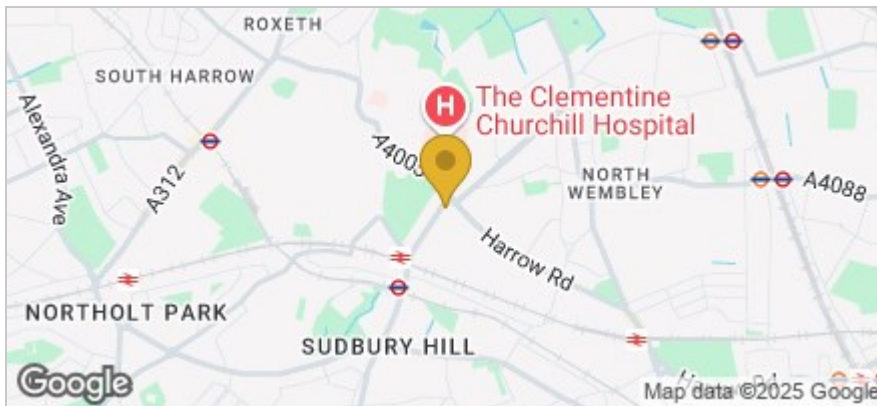 ROXETH
SOUTH HARROW
H
The Clementine
Churchill Hospital
Alexandra Ave
A312
A4005
NORTH
WEMBLEY
A4088
Harrow Rd
NORTHOLT PARK
SUDBURY HILL
Google
Map data ©2025 Google